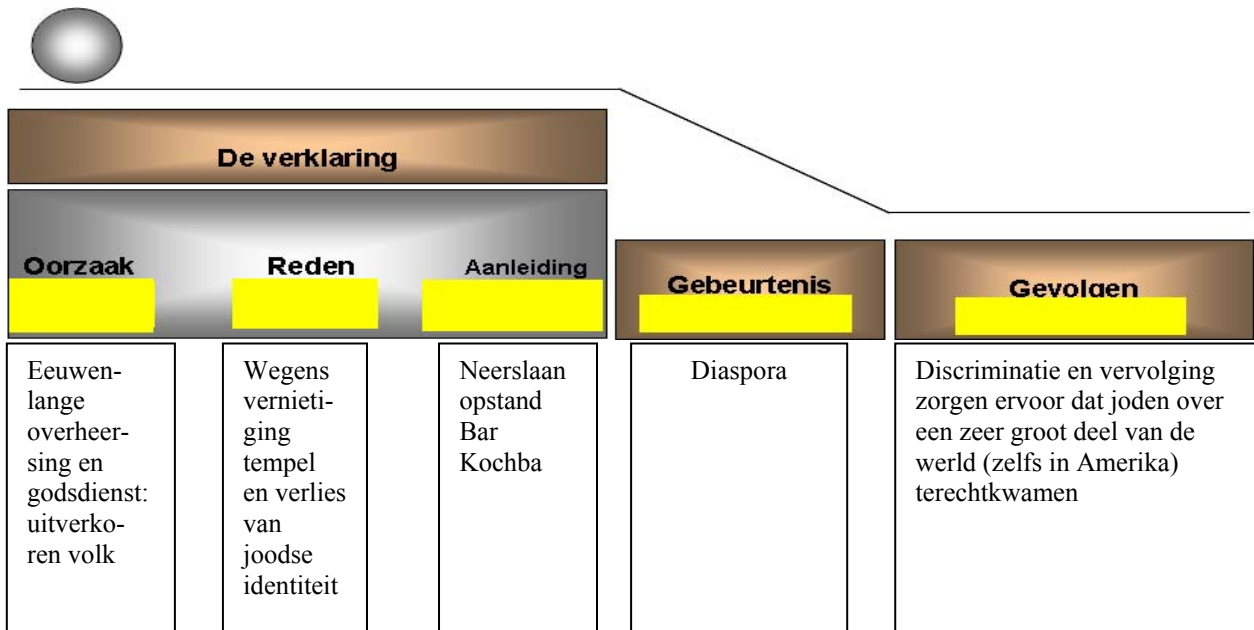 De verklaring
Oorzaak
Reden
Aanleiding
Gebeurtenis
Gevolgen
Eeuwen-
lange
overheer-
sing en
godsdienst:
uitverko-
ren volk
Wegens
vernieti-
ging
tempel
en verlies
van
joodse
identiteit
Neerslaan
opstand
Bar
Kochba
Diaspora
Discriminatie en vervolging
zorgen ervoor dat joden over
een zeer groot deel van de
werld (zelfs in Amerika)
terechtkwamen